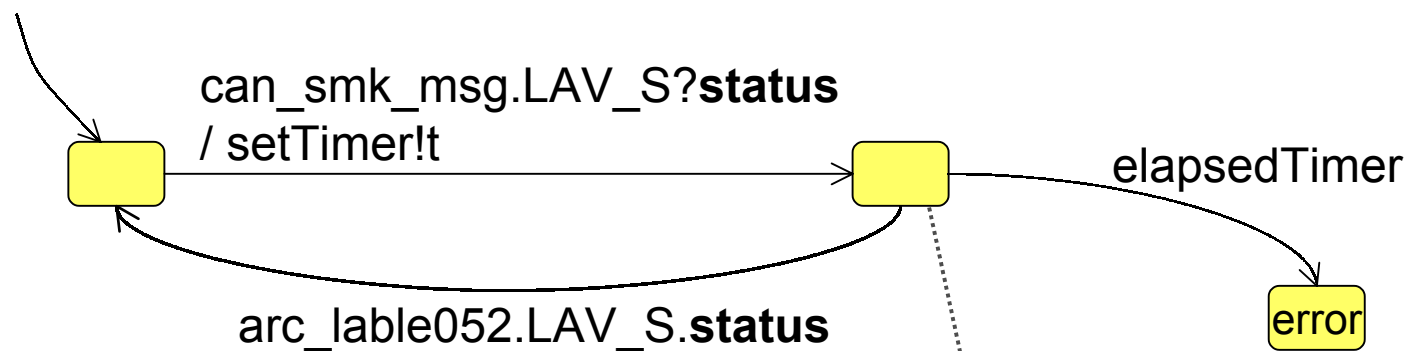 can_smk_msg.LAV_S?status
/ setTimer!t
elapsedTimer
error
arc_lable052.LAV_S.status